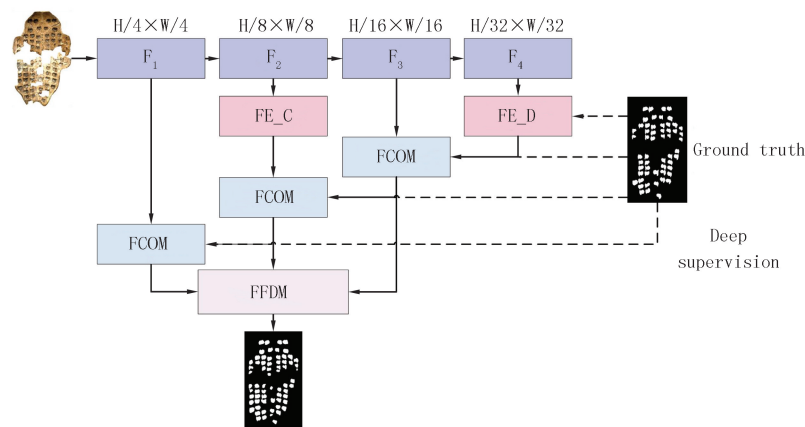 H/4×W/4 H/8×W/8 H/16×W/16 H/32×W/32
F₁ F₂ F₃ F₄
FE_C FE_D
FCOM
Ground truth
FCOM
FCOM
Deep
supervision
FFDM